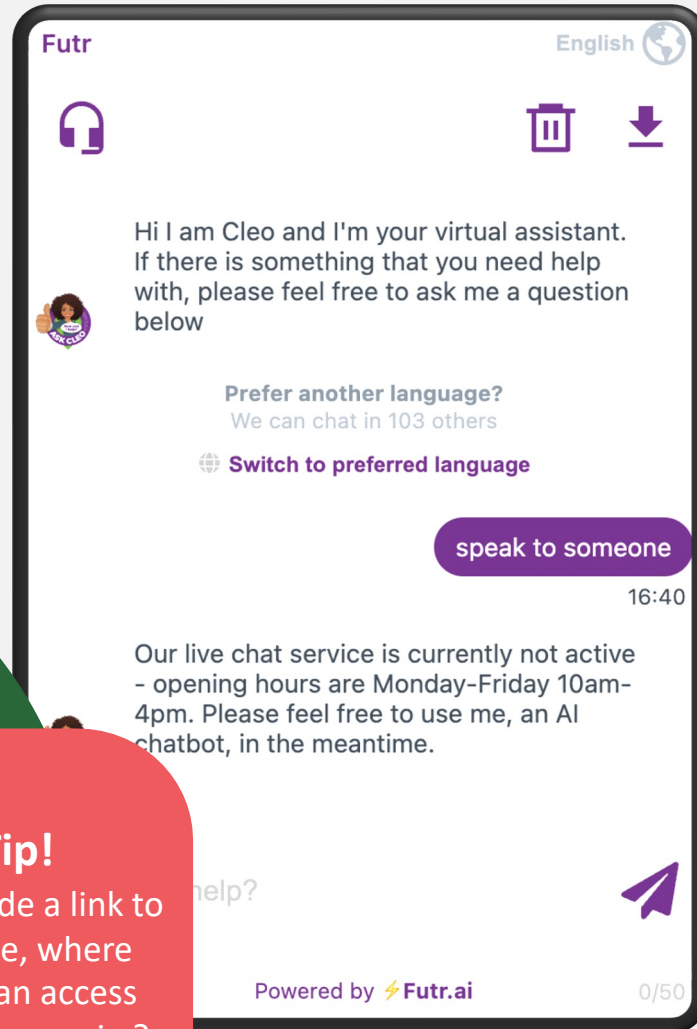 Futr
English
Hi I am Cleo and I'm your virtual assistant.
If there is something that you need help
with, please feel free to ask me a question
below
ASK CLEO
Prefer another language?
We can chat in 103 others
Switch to preferred language
speak to someone
16:40
Our live chat service is currently not active
- opening hours are Monday-Friday 10am-
4pm. Please feel free to use me, an AI
chatbot, in the meantime.
help?
Powered by Futr.ai
0/50
Tip!
de a link to
e, where
an access